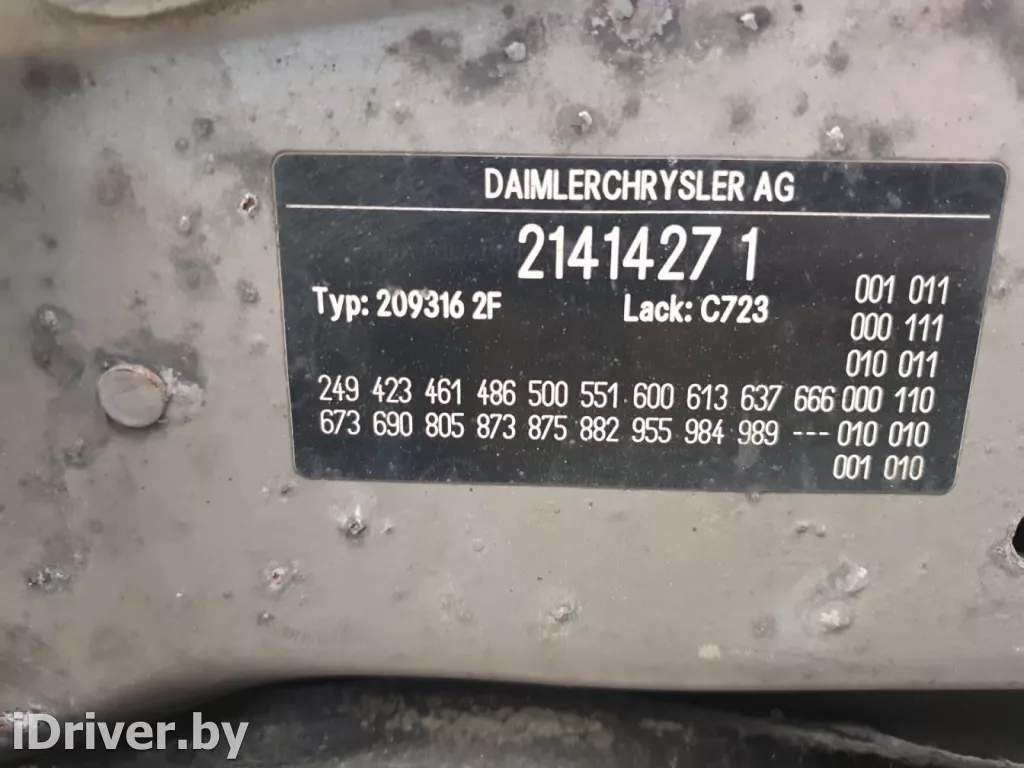 DAIMLERCHRYSLER AG
2141427 1
Typ: 209316 2F Lack: C723 001 011
000 111
010 011
249 423 461 486 500 551 600 613 637 666 000 110
673 690 805 873 875 882 955 984 989 --- 010 010
001 010
iDriver.by